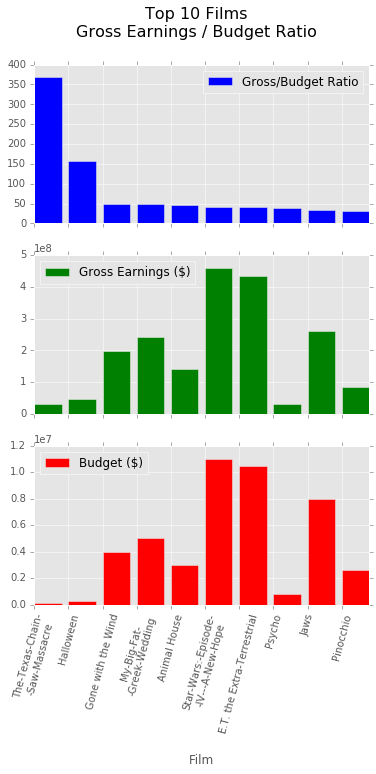 Top 10 Films
Gross Earnings / Budget Ratio
400
350
300
250
200
150
100
50
0
Gross/Budget Ratio
1e8
5
4
3
2
1
0
Gross Earnings ($)
1e7
1.2
1.0
0.8
0.6
0.4
0.2
0.0
Budget ($)
The-Texas-Chain-
-Saw-Massacre
Halloween
Gone with the Wind
My-Big-Fat-
-Greek-Wedding
Animal House
Star-Wars:-Episode-
-IV---A-New-Hope
E.T. the Extra-Terrestrial
Psycho
Jaws
Pinocchio
Film